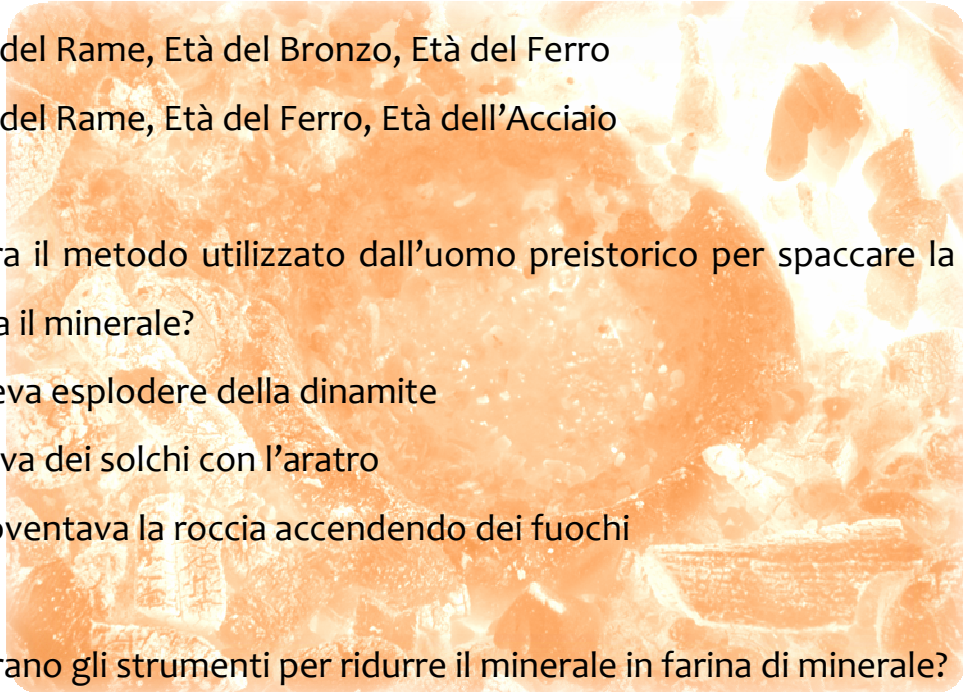 del Rame, Età del Bronzo, Età del Ferro
del Rame, Età del Ferro, Età dell’Acciaio
ra il metodo utilizzato dall’uomo preistorico per spaccare la
a il minerale?
eva esplodere della dinamite
va dei solchi con l’aratro
oventava la roccia accendendo dei fuochi
rano gli strumenti per ridurre il minerale in farina di minerale?